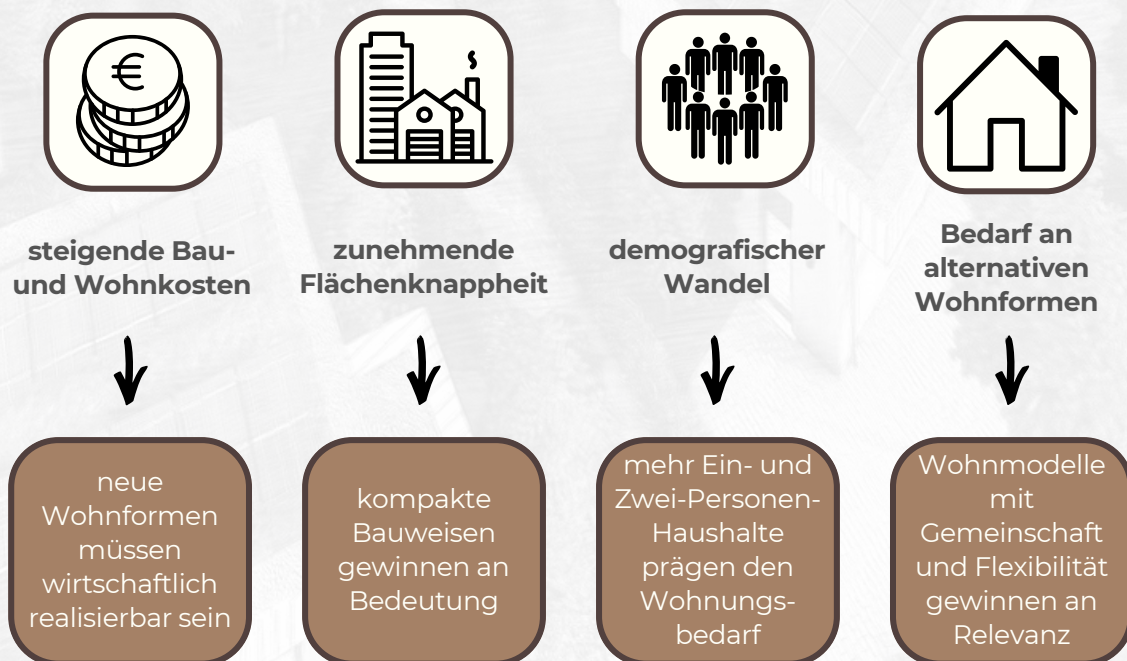 €
steigende Bau-
und Wohnkosten
zunehmende
Flächenknappheit
demografischer
Wandel
Bedarf an
alternativen
Wohnformen
neue
Wohnformen
müssen
wirtschaftlich
realisierbar sein
kompakte
Bauweisen
gewinnen an
Bedeutung
mehr Ein- und
Zwei-Personen-
Haushalte
prägen den
Wohnungs-
bedarf
Wohnmodelle
mit
Gemeinschaft
und Flexibilität
gewinnen an
Relevanz